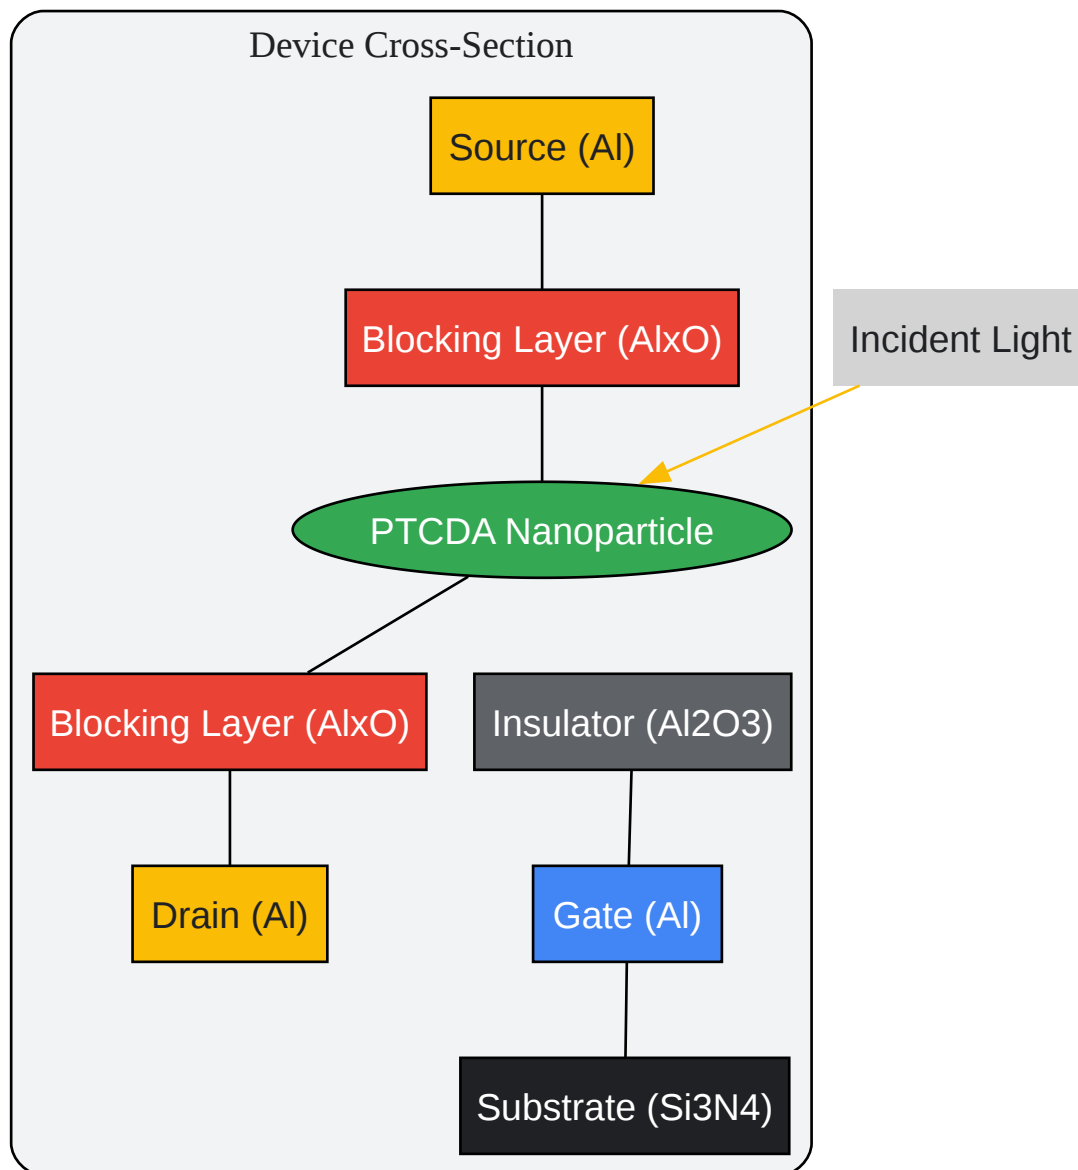 Device Cross-Section
Source (Al)
Blocking Layer (AlxO)
Incident Light
PTCDA Nanoparticle
Blocking Layer (AlxO)
Insulator (Al2O3)
Drain (Al)
Gate (Al)
Substrate (Si3N4)